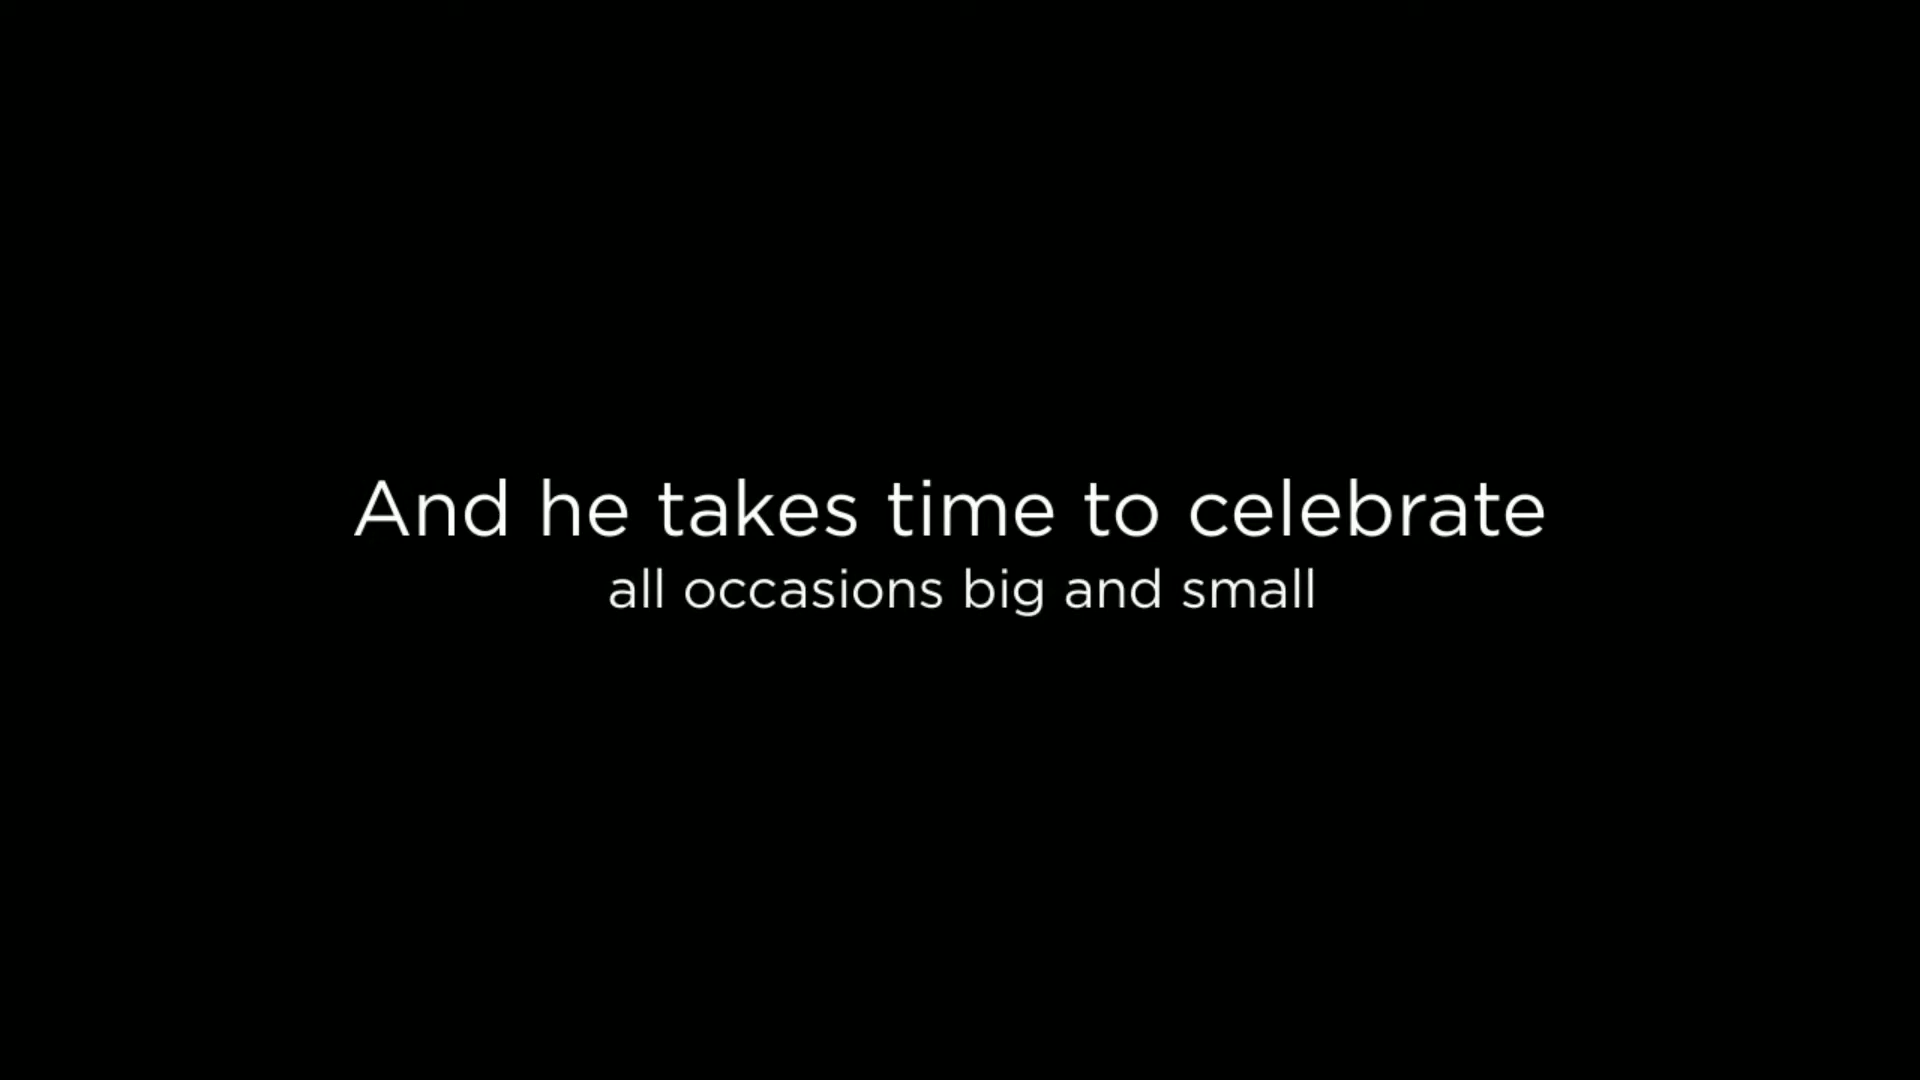 And he takes time to celebrate
all occasions big and small